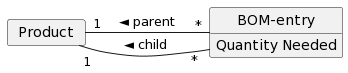 Product
1 ◄ parent *
BOM-entry
Quantity Needed
1 ◄ child *